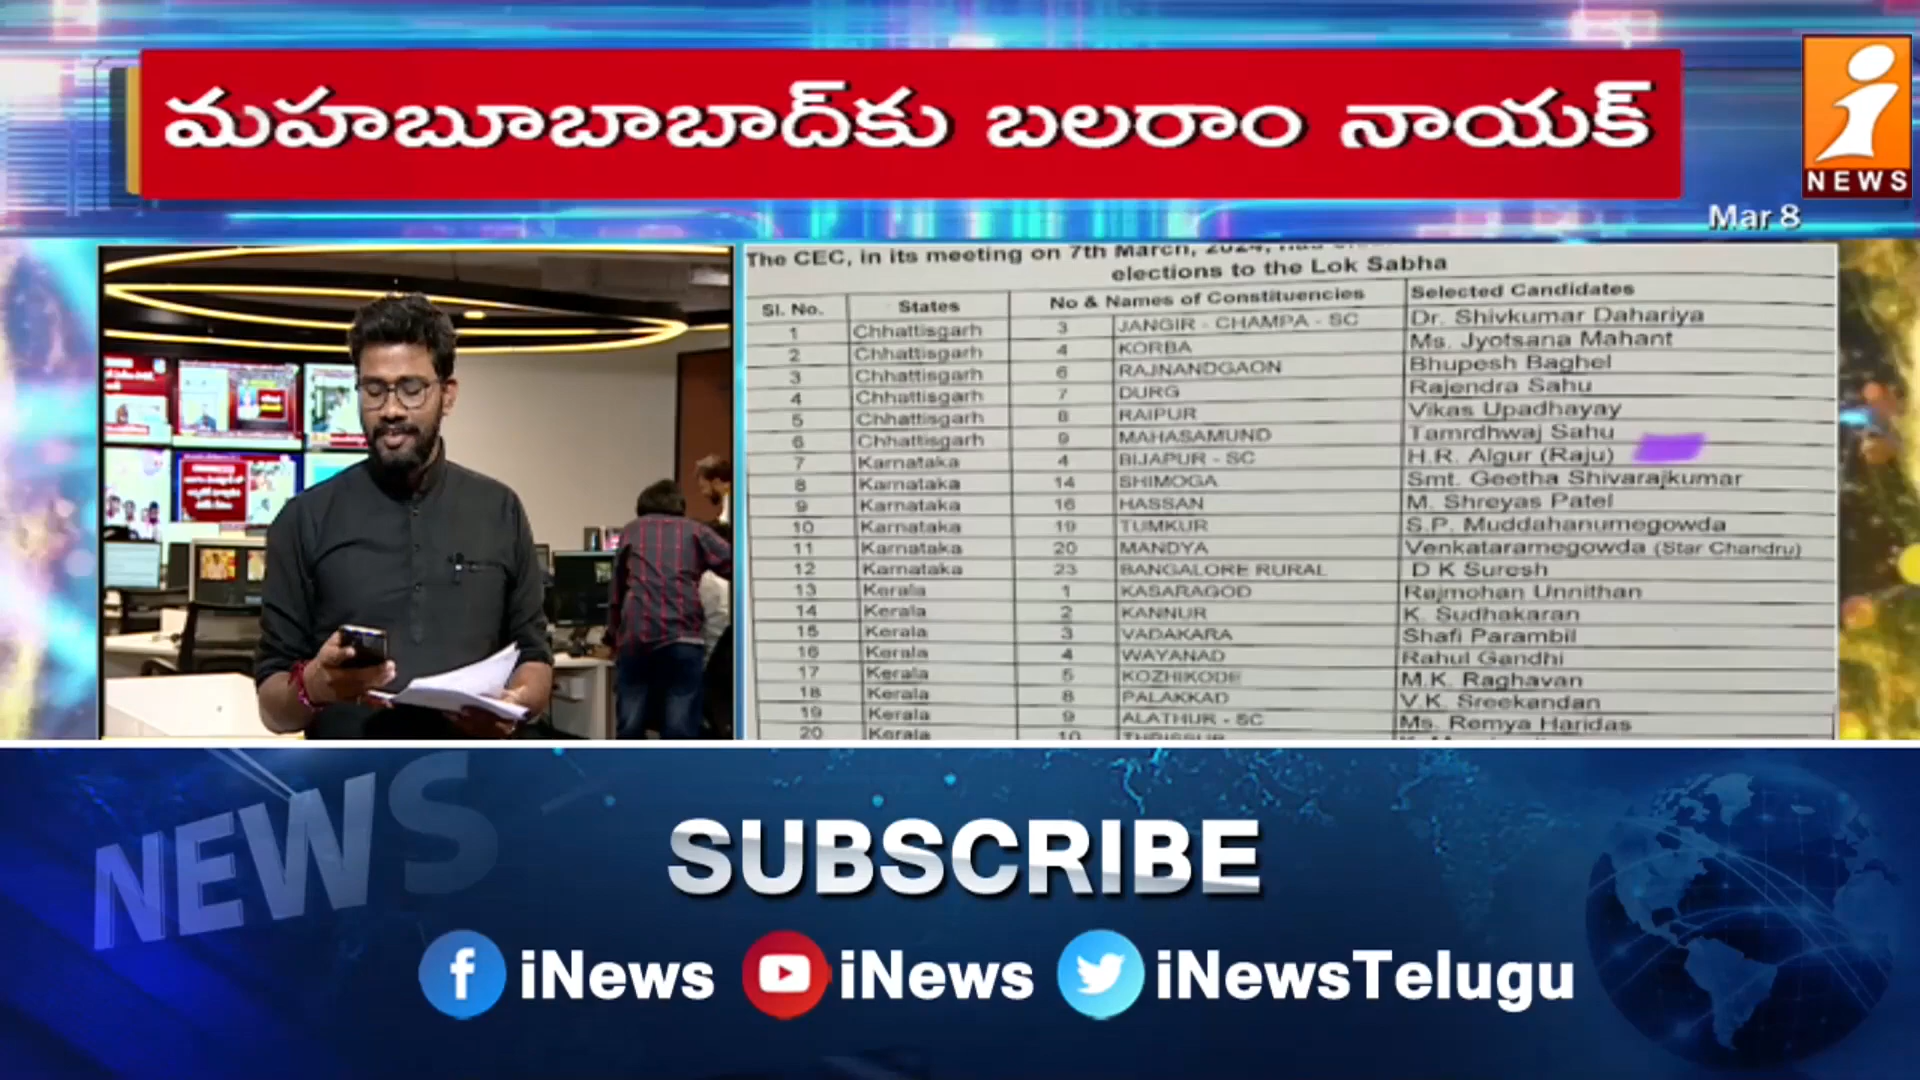 మహబూబాబాద్‌కు బలరాం నాయక్
i
NEWS
Mar 8
The CEC, in its meeting on 7th March, 2024, had
elections to the Lok Sabha
Sl. No. States No & Names of Constituencies Selected Candidates
1 Chhattisgarh 3 JANGIR - CHAMPA - SC Dr. Shivkumar Dahariya
2 Chhattisgarh 4 KORBA Ms. Jyotsana Mahant
3 Chhattisgarh 6 RAJNANDGAON Bhupesh Baghel
4 Chhattisgarh 7 DURG Rajendra Sahu
5 Chhattisgarh 8 RAIPUR Vikas Upadhayay
6 Chhattisgarh 9 MAHASAMUND Tamrdhwaj Sahu
7 Karnataka 4 BIJAPUR - SC H.R. Algur (Raju)
8 Karnataka 14 SHIMOGA Smt. Geetha Shivarajkumar
9 Karnataka 16 HASSAN M. Shreyas Patel
10 Karnataka 19 TUMKUR S.P. Muddahanumegowda
11 Karnataka 20 MANDYA Venkataramegowda (Star Chandru)
12 Karnataka 23 BANGALORE RURAL D K Suresh
13 Kerala 1 KASARAGOD Rajmohan Unnithan
14 Kerala 2 KANNUR K. Sudhakaran
15 Kerala 3 VADAKARA Shafi Parambil
16 Kerala 4 WAYANAD Rahul Gandhi
17 Kerala 5 KOZHIKODE M.K. Raghavan
18 Kerala 8 PALAKKAD V.K. Sreekandan
19 Kerala 9 ALATHUR - SC Ms. Remya Haridas
20 Kerala 10 THRISSUR
NEWS
SUBSCRIBE
iNews iNews iNewsTelugu